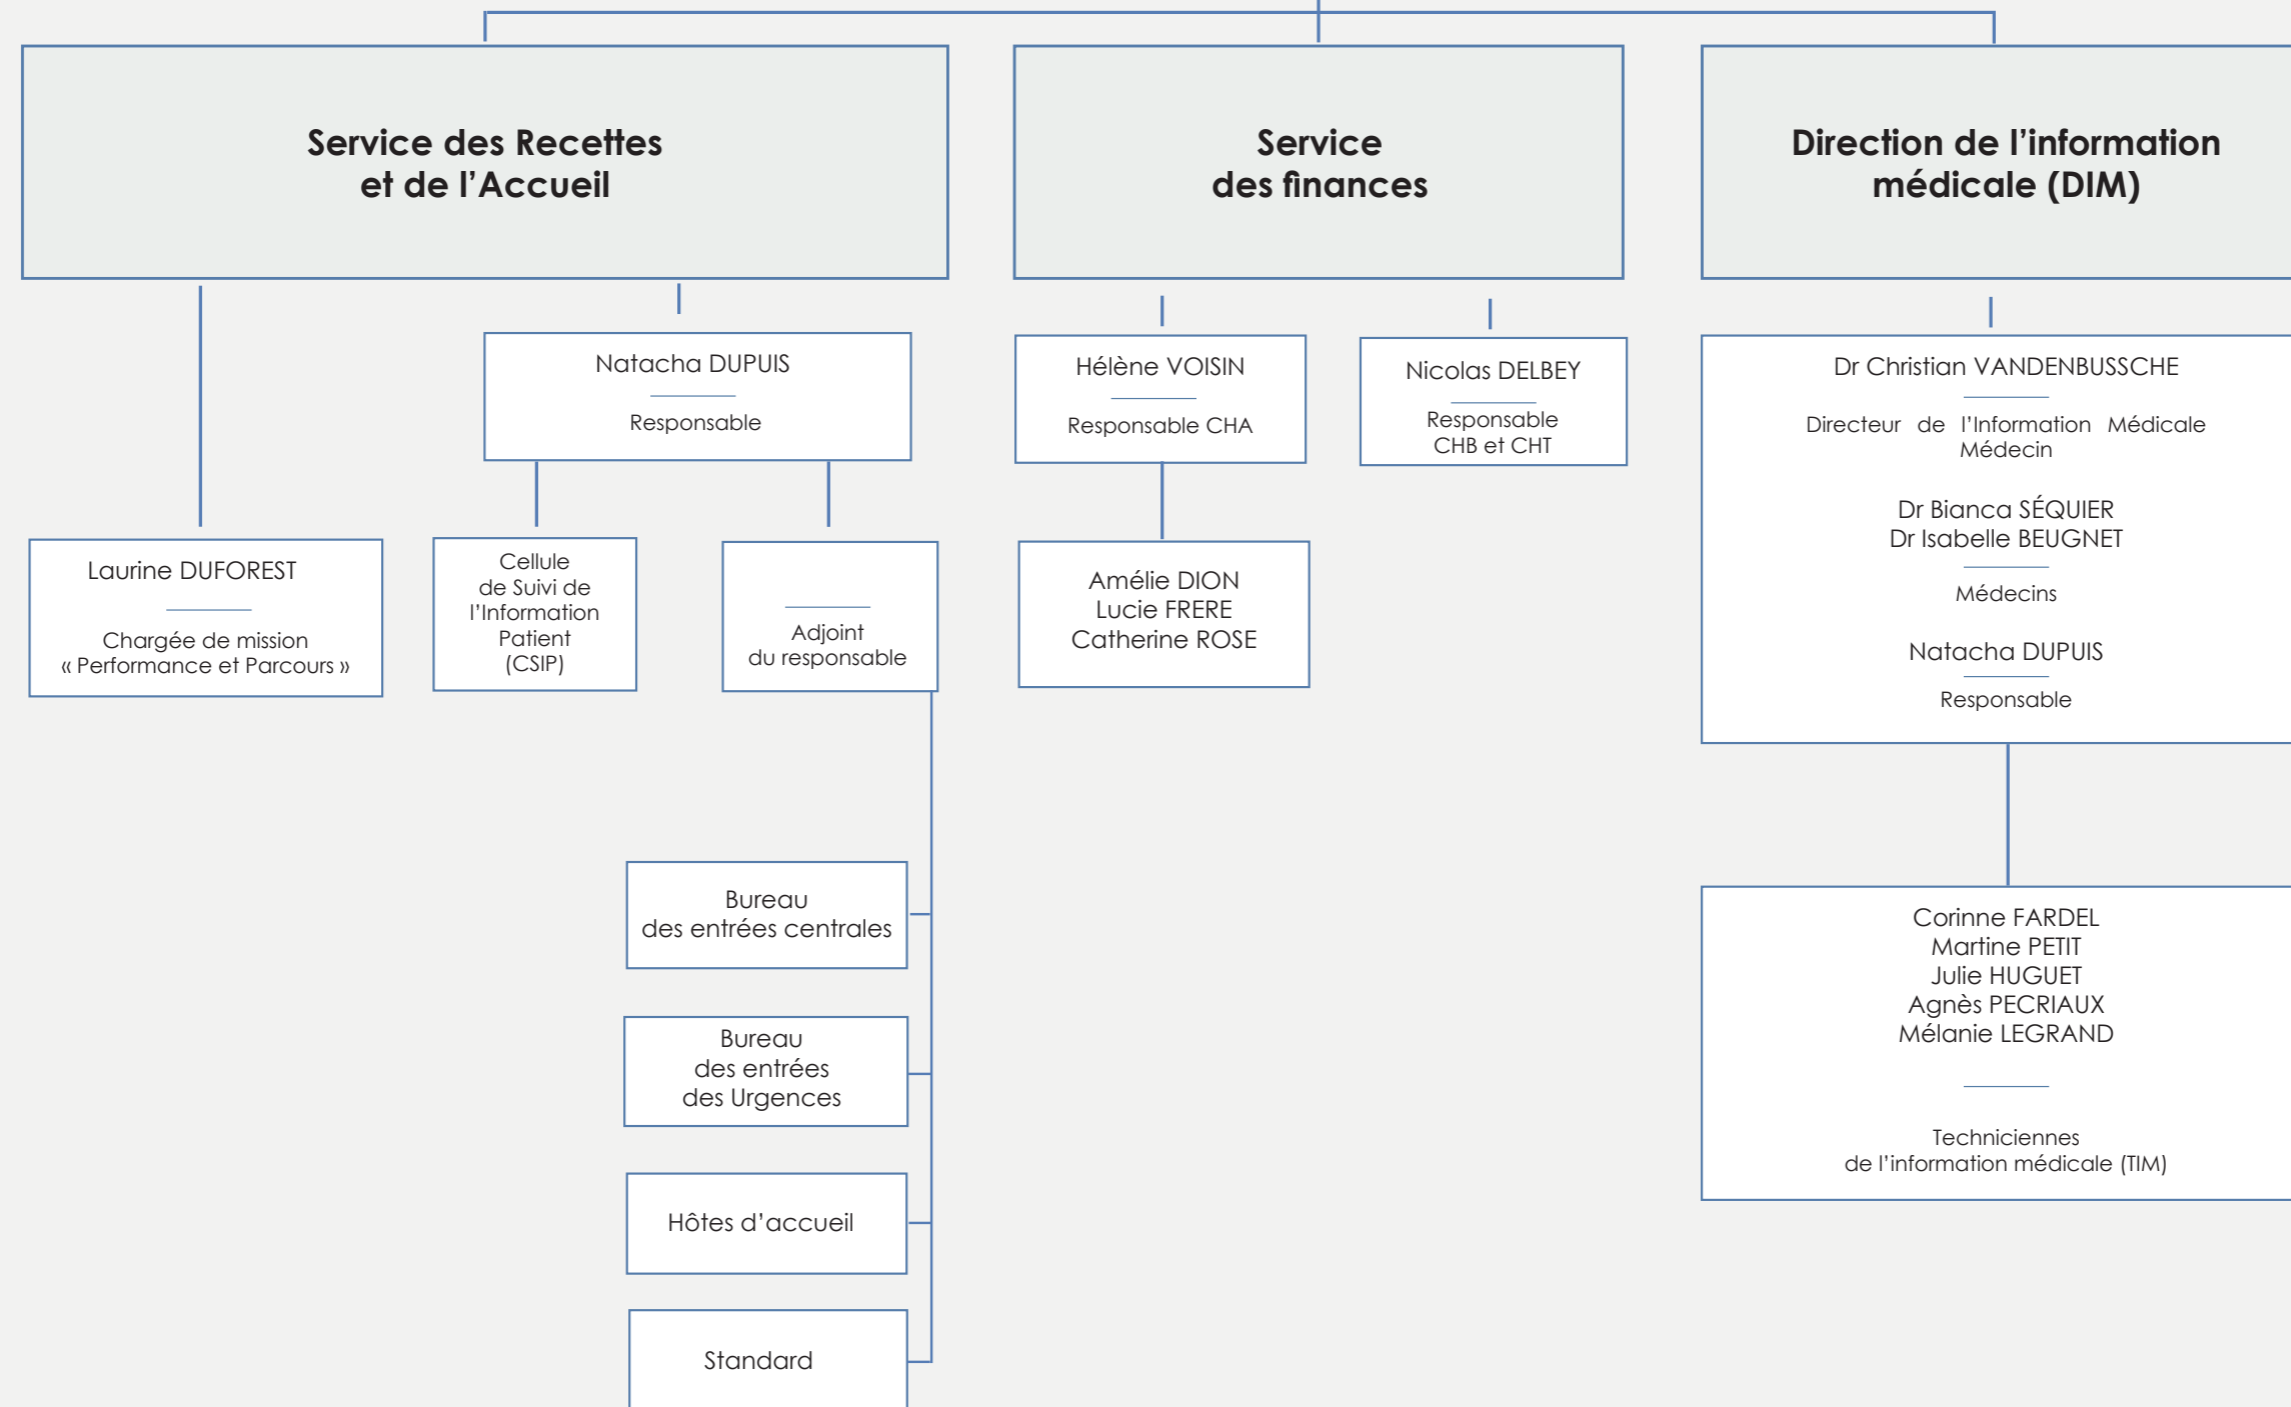 Service des Recettes
et de l’Accueil
Service
des finances
Direction de l’information
médicale (DIM)
Natacha DUPUIS
Responsable
Hélène VOISIN
Responsable CHA
Nicolas DELBEY
Responsable
CHB et CHT
Dr Christian VANDENBUSSCHE
Directeur de l’Information Médicale
Médecin
Dr Bianca SÉQUIER
Dr Isabelle BEUGNET
Médecins
Natacha DUPUIS
Responsable
Laurine DUFOREST
Chargée de mission
« Performance et Parcours »
Cellule
de Suivi de
l’Information
Patient
(CSIP)
Adjoint
du responsable
Amélie DION
Lucie FRERE
Catherine ROSE
Bureau
des entrées centrales
Bureau
des entrées
des Urgences
Hôtes d’accueil
Standard
Corinne FARDEL
Martine PETIT
Julie HUGUET
Agnès PECRIAUX
Mélanie LEGRAND
Techniciennes
de l’information médicale (TIM)